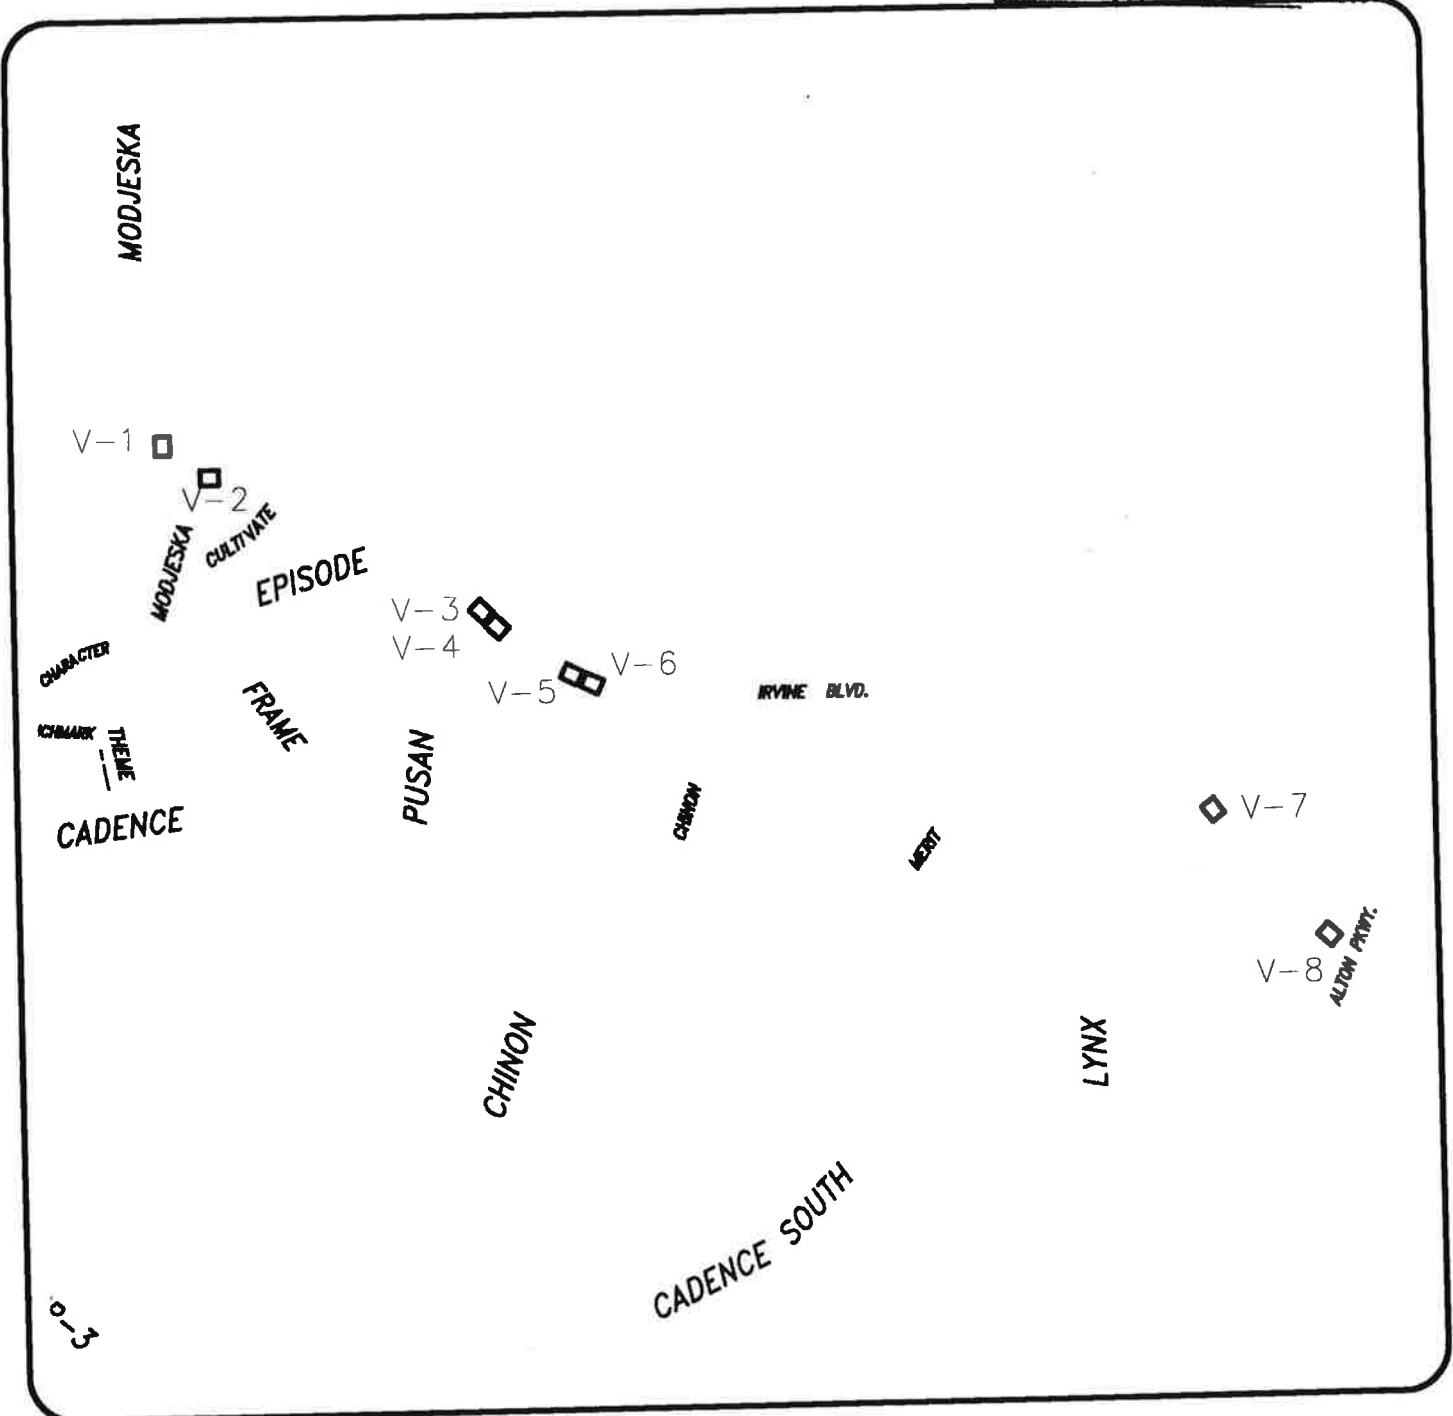 MODJESKA
V-1
V-2
CULTIVATE
MODJESKA
EPISODE
V-3
V-4
CHARACTER
V-6
V-5
IRVINE BLVD.
FRAME
ICHMARK
THEME
PUSAN
CADENCE
CHINON
MERIT
V-7
ALTON PKWY.
V-8
CHINON
LYNX
CADENCE SOUTH